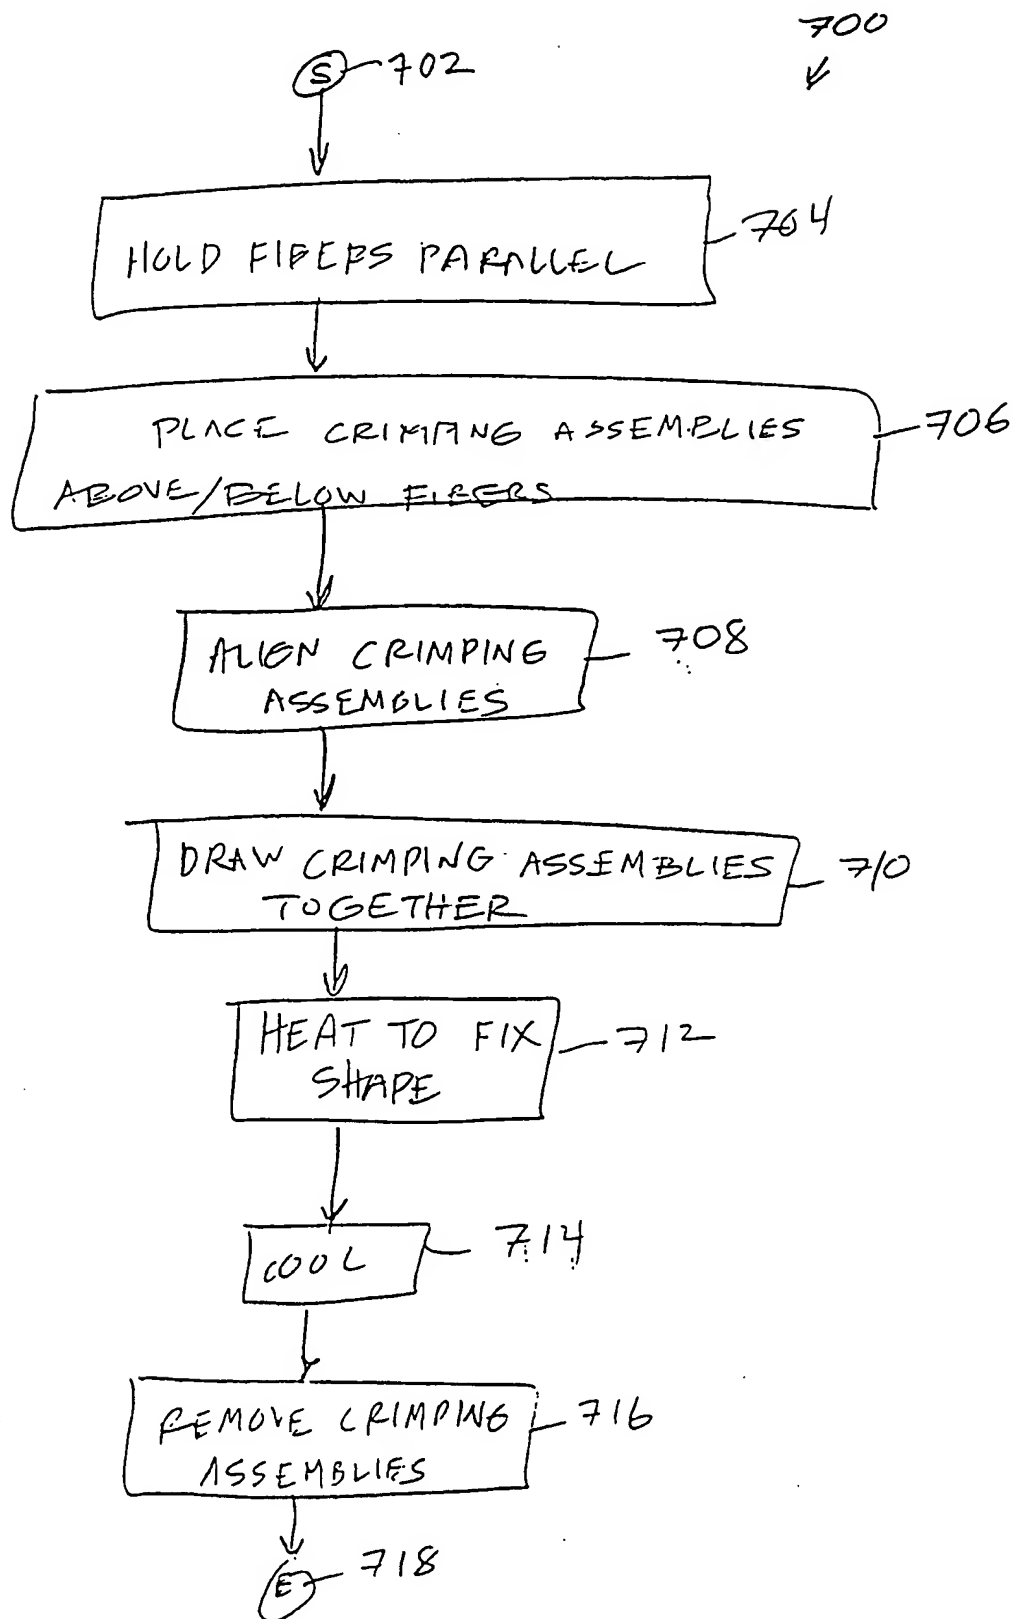 700
S 702
HOLD FIBERS PARALLEL 704
PLACE CRIMPING ASSEMBLIES 706
ABOVE/BELOW FIBERS
ALIGN CRIMPING 708
ASSEMBLIES
DRAW CRIMPING ASSEMBLIES 710
TOGETHER
HEAT TO FIX 712
SHAPE
COOL 714
REMOVE CRIMPING 716
ASSEMBLIES
E 718